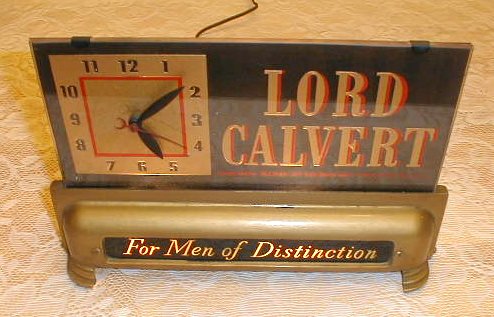 11 12 1
10 2
9 3
8 4
7 6 5
LORD
CALVERT
For Men of Distinction